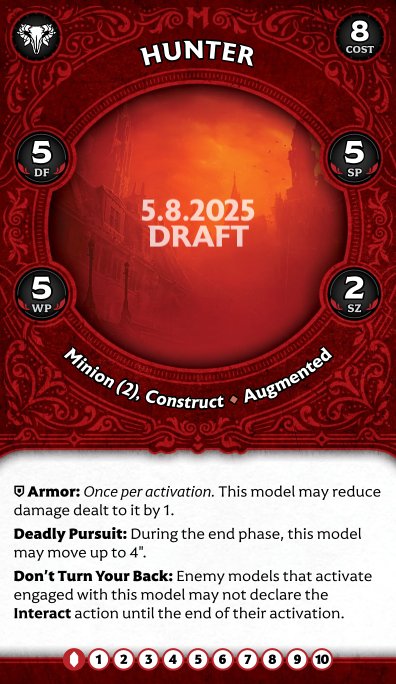 HUNTER
8
COST
5
DF
5
SP
5.8.2025
DRAFT
5
WP
2
SZ
Minion (2), Construct • Augmented
Armor: Once per activation. This model may reduce
damage dealt to it by 1.
Deadly Pursuit: During the end phase, this model
may move up to 4".
Don't Turn Your Back: Enemy models that activate
engaged with this model may not declare the
Interact action until the end of their activation.
1 2 3 4 5 6 7 8 9 10